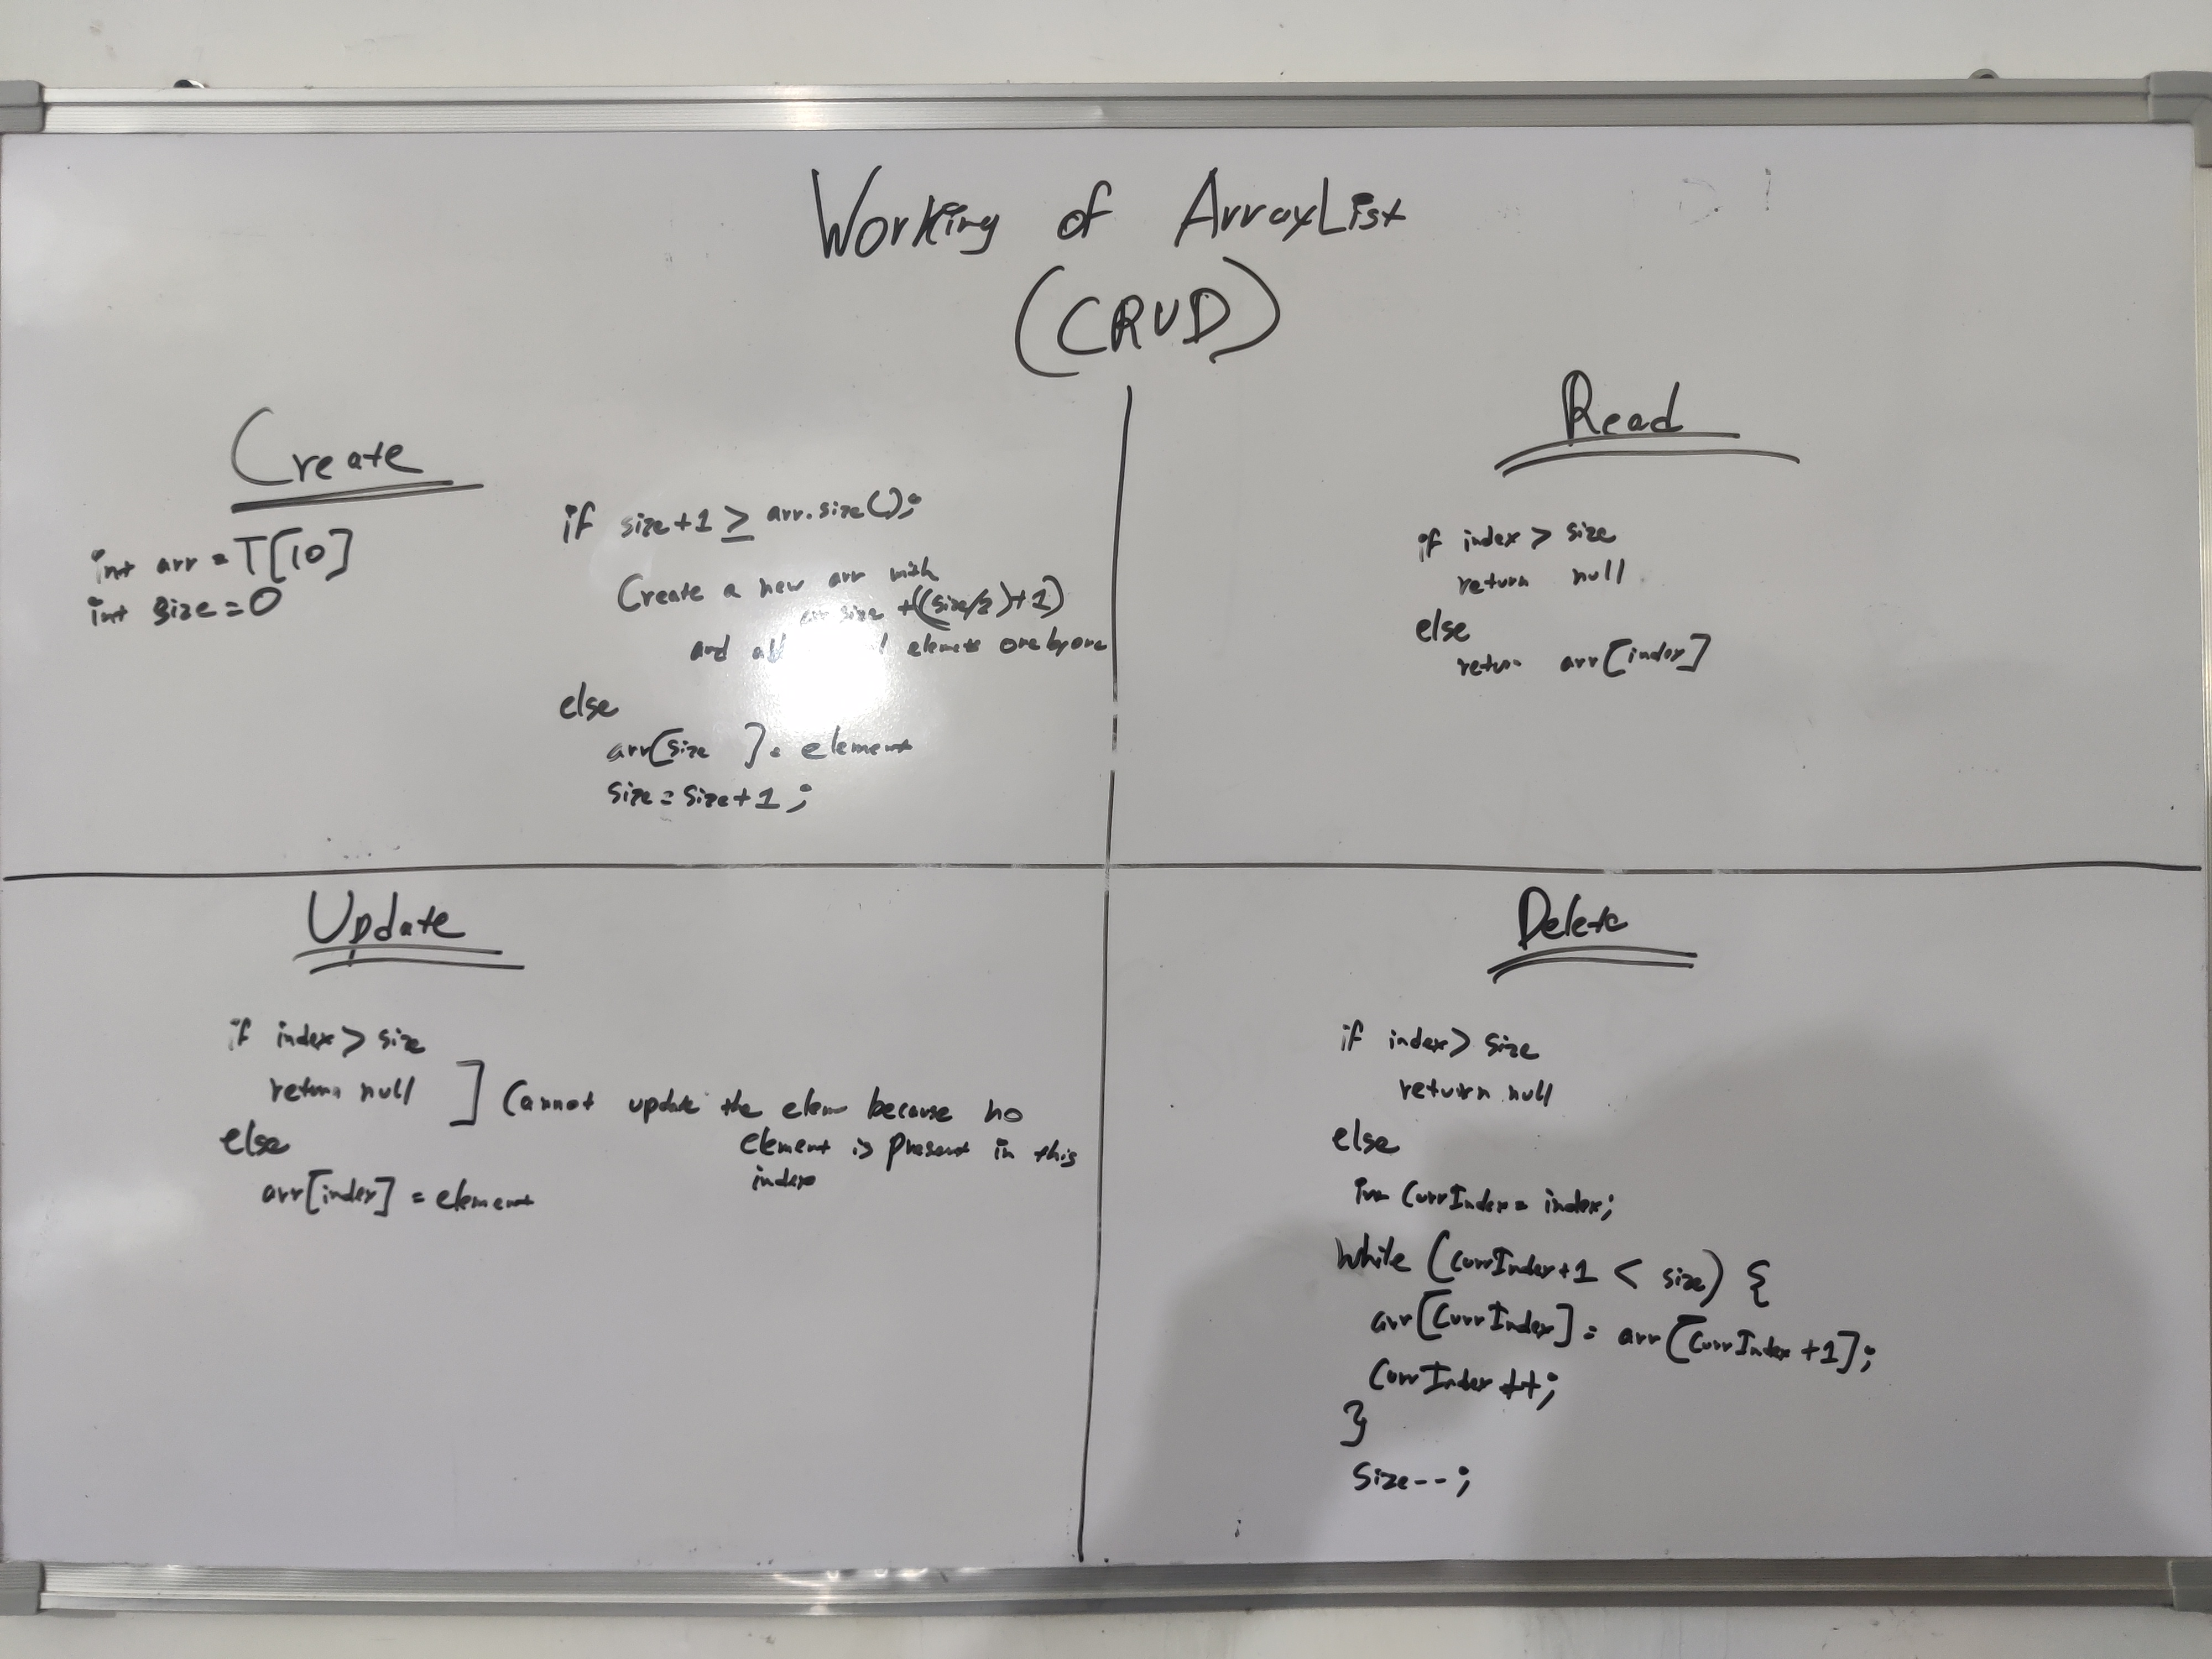 Working of ArrayList
(CRUD)
Create
int arr = T[10]
int size = 0
if size+1 ≥ arr.size();
Create a new arr with
size + ((size/2)+1)
and elements one by one
else
arr[size ] = element
size = size+1;
Read
if index > size
return null
else
return arr[index]
Update
if index > size
return null ] Cannot update the elem because no
element is present in this
index
else
arr[index] = element
Delete
if index > size
return null
else
int CurrIndex = index;
while (CurrIndex+1 < size) {
arr[CurrIndex] = arr[CurrIndex+1];
CurrIndex++;
}
Size--;